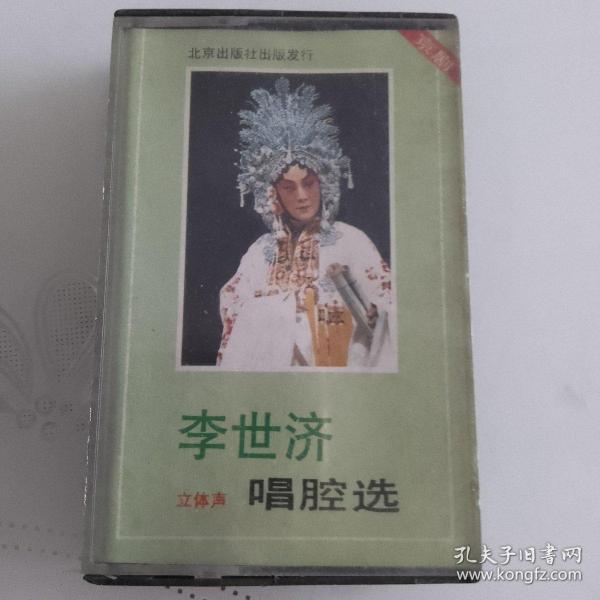 北京出版社出版发行
京剧
李世济
立体声 唱腔选
孔夫子旧书网
www.kongfz.com